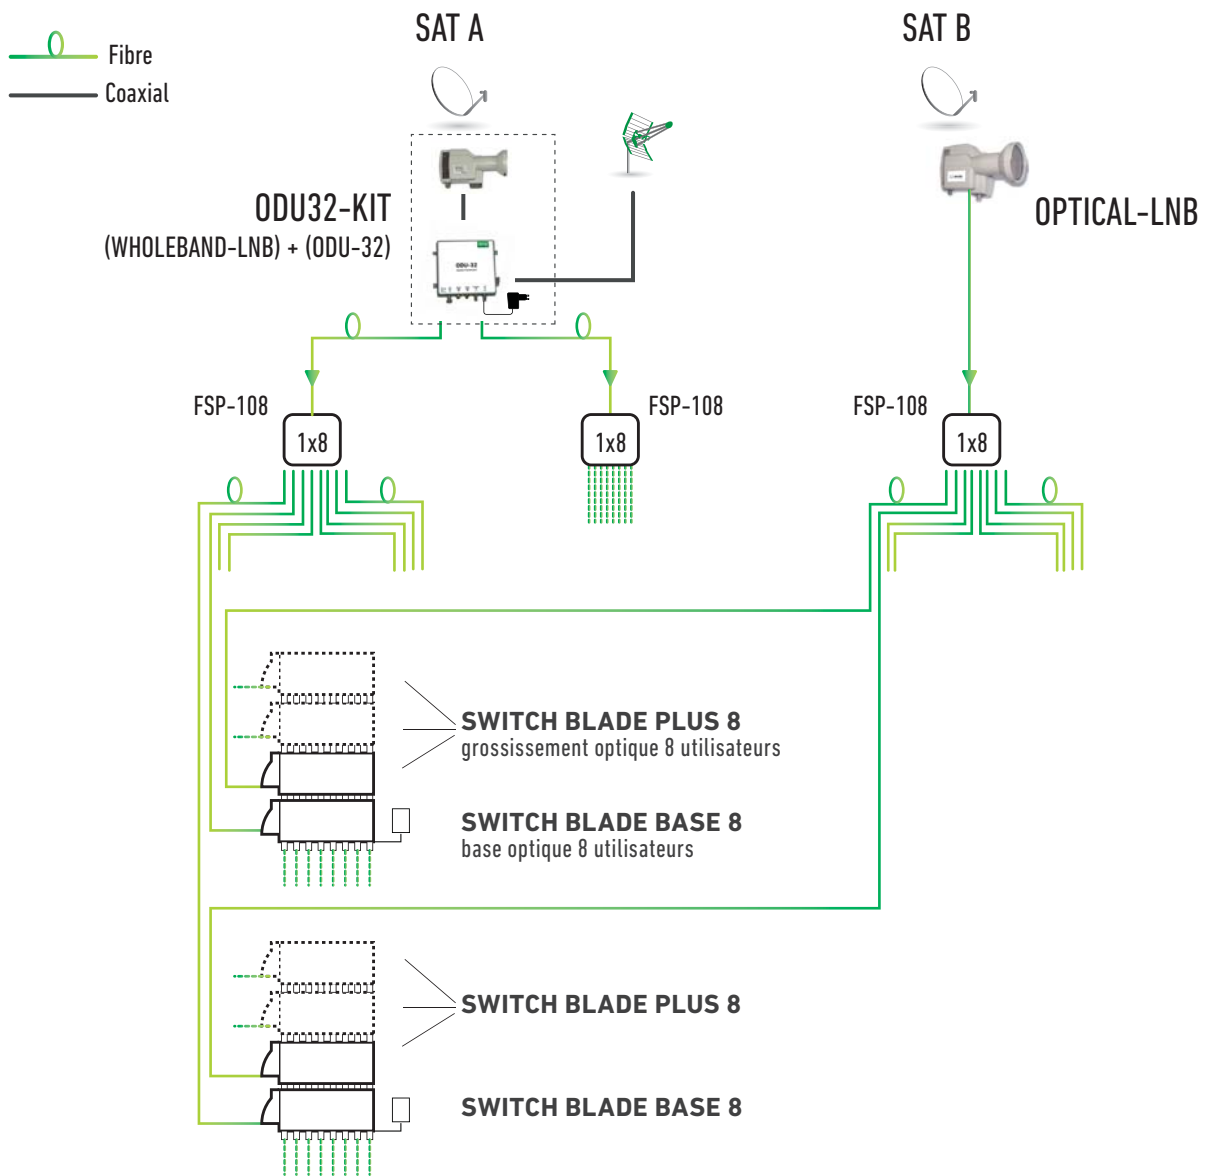 SAT A
SAT B
Fibre
Coaxial
ODU32-KIT
(WHOLEBAND-LNB) + (ODU-32)
ODU-32
OPTICAL-LNB
FSP-108
1x8
FSP-108
1x8
FSP-108
1x8
SWITCH BLADE PLUS 8
grossissement optique 8 utilisateurs
SWITCH BLADE BASE 8
base optique 8 utilisateurs
SWITCH BLADE PLUS 8
SWITCH BLADE BASE 8